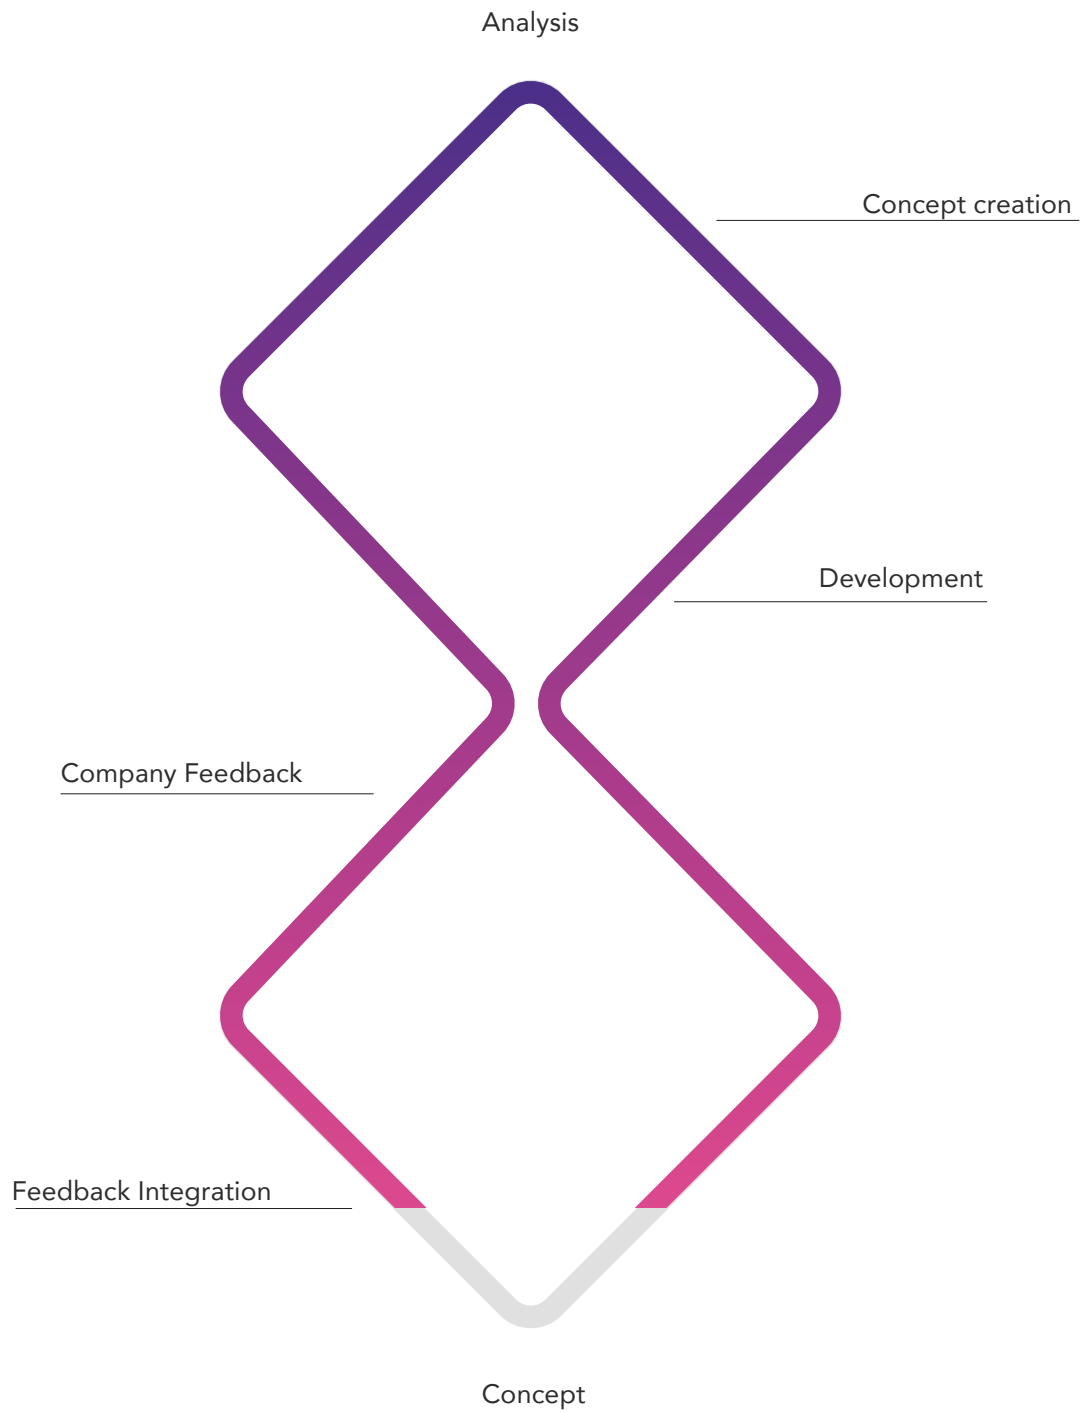 Analysis
Concept creation
Development
Company Feedback
Feedback Integration
Concept